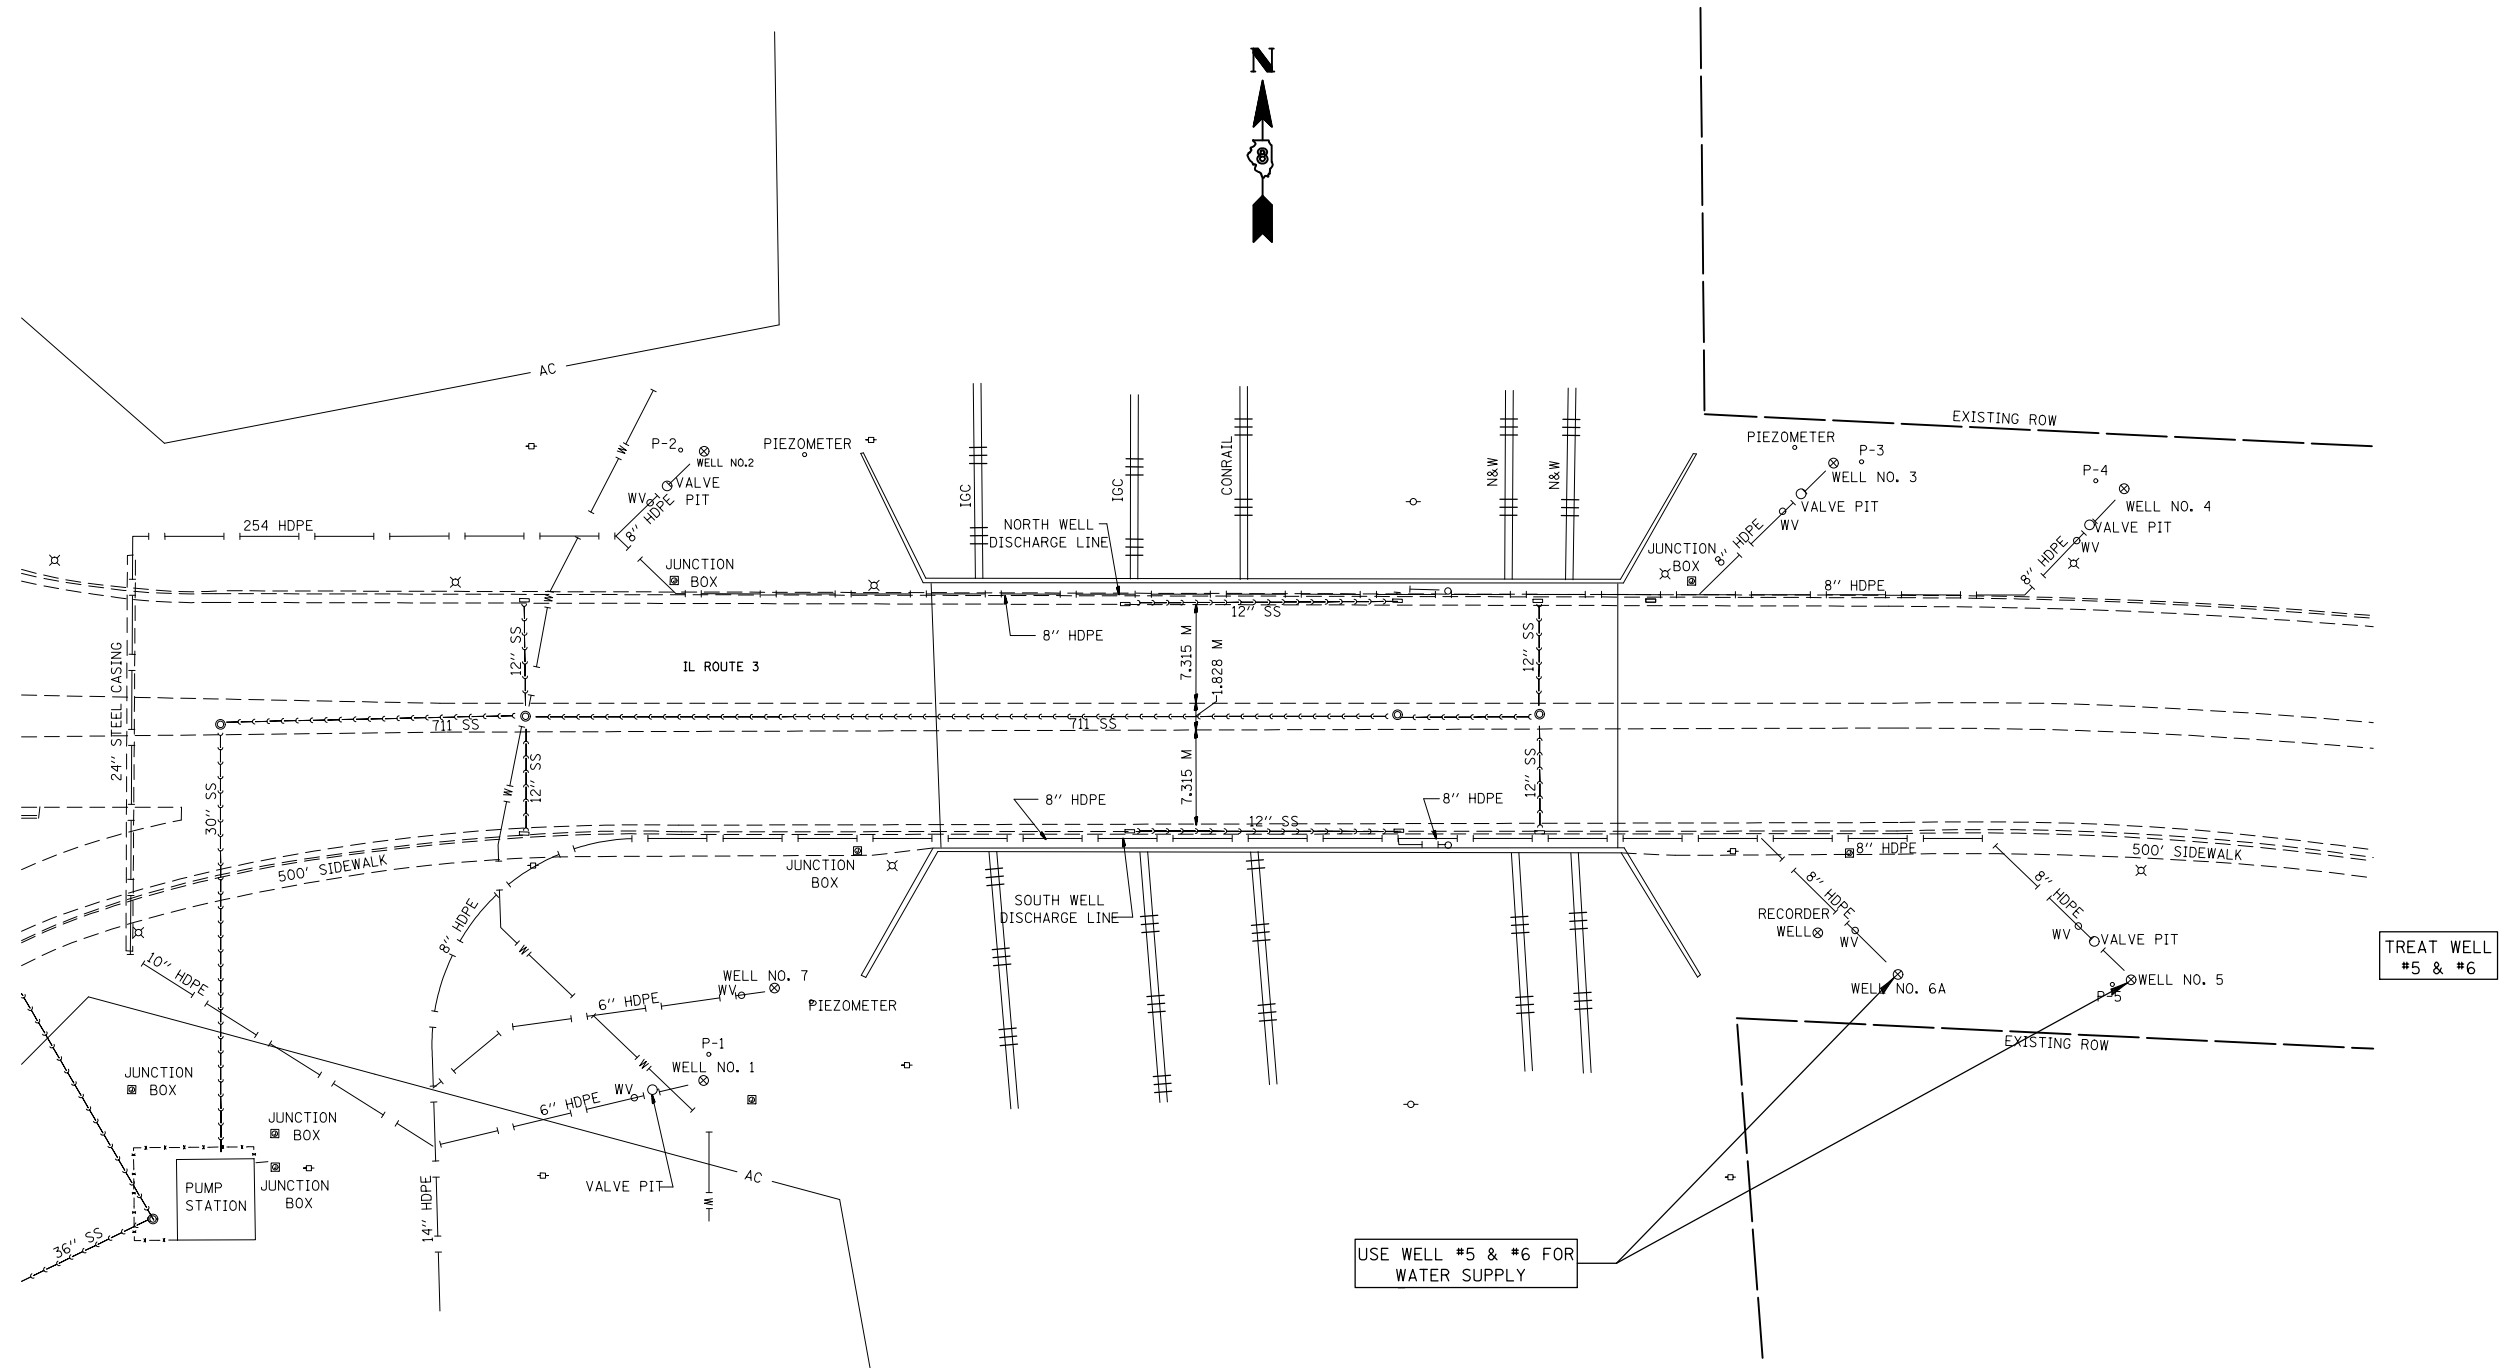 N
8
AC
EXISTING ROW
P-2
PIEZOMETER
WELL NO.2
VALVE
PIT
WV
8" HDPE
254 HDPE
IGC
IGC
CONRAIL
N&W
N&W
PIEZOMETER
P-3
WELL NO. 3
VALVE PIT
WV
8" HDPE
P-4
WELL NO. 4
VALVE PIT
WV
8" HDPE
NORTH WELL
DISCHARGE LINE
JUNCTION
BOX
JUNCTION
BOX
8" HDPE
W
W
12" SS
8" HDPE
12" SS
12" SS
7.315 M
1.828 M
24" STEEL CASING
IL ROUTE 3
711 SS
711 SS
30" SS
W
12" SS
7.315 M
12" SS
8" HDPE
8" HDPE
12" SS
500' SIDEWALK
JUNCTION
BOX
8" HDPE
500' SIDEWALK
8" HDPE
SOUTH WELL
DISCHARGE LINE
8" HDPE
8" HDPE
RECORDER
WELL
WV
WV
VALVE PIT
TREAT WELL
#5 & #6
10" HDPE
W
WELL NO. 7
WV
6" HDPE
PIEZOMETER
WELL NO. 6A
WELL NO. 5
P-5
EXISTING ROW
P-1
WELL NO. 1
W
WV
6" HDPE
JUNCTION
BOX
JUNCTION
BOX
JUNCTION
BOX
PUMP
STATION
VALVE PIT
AC
W
14" HDPE
36" SS
USE WELL #5 & #6 FOR
WATER SUPPLY